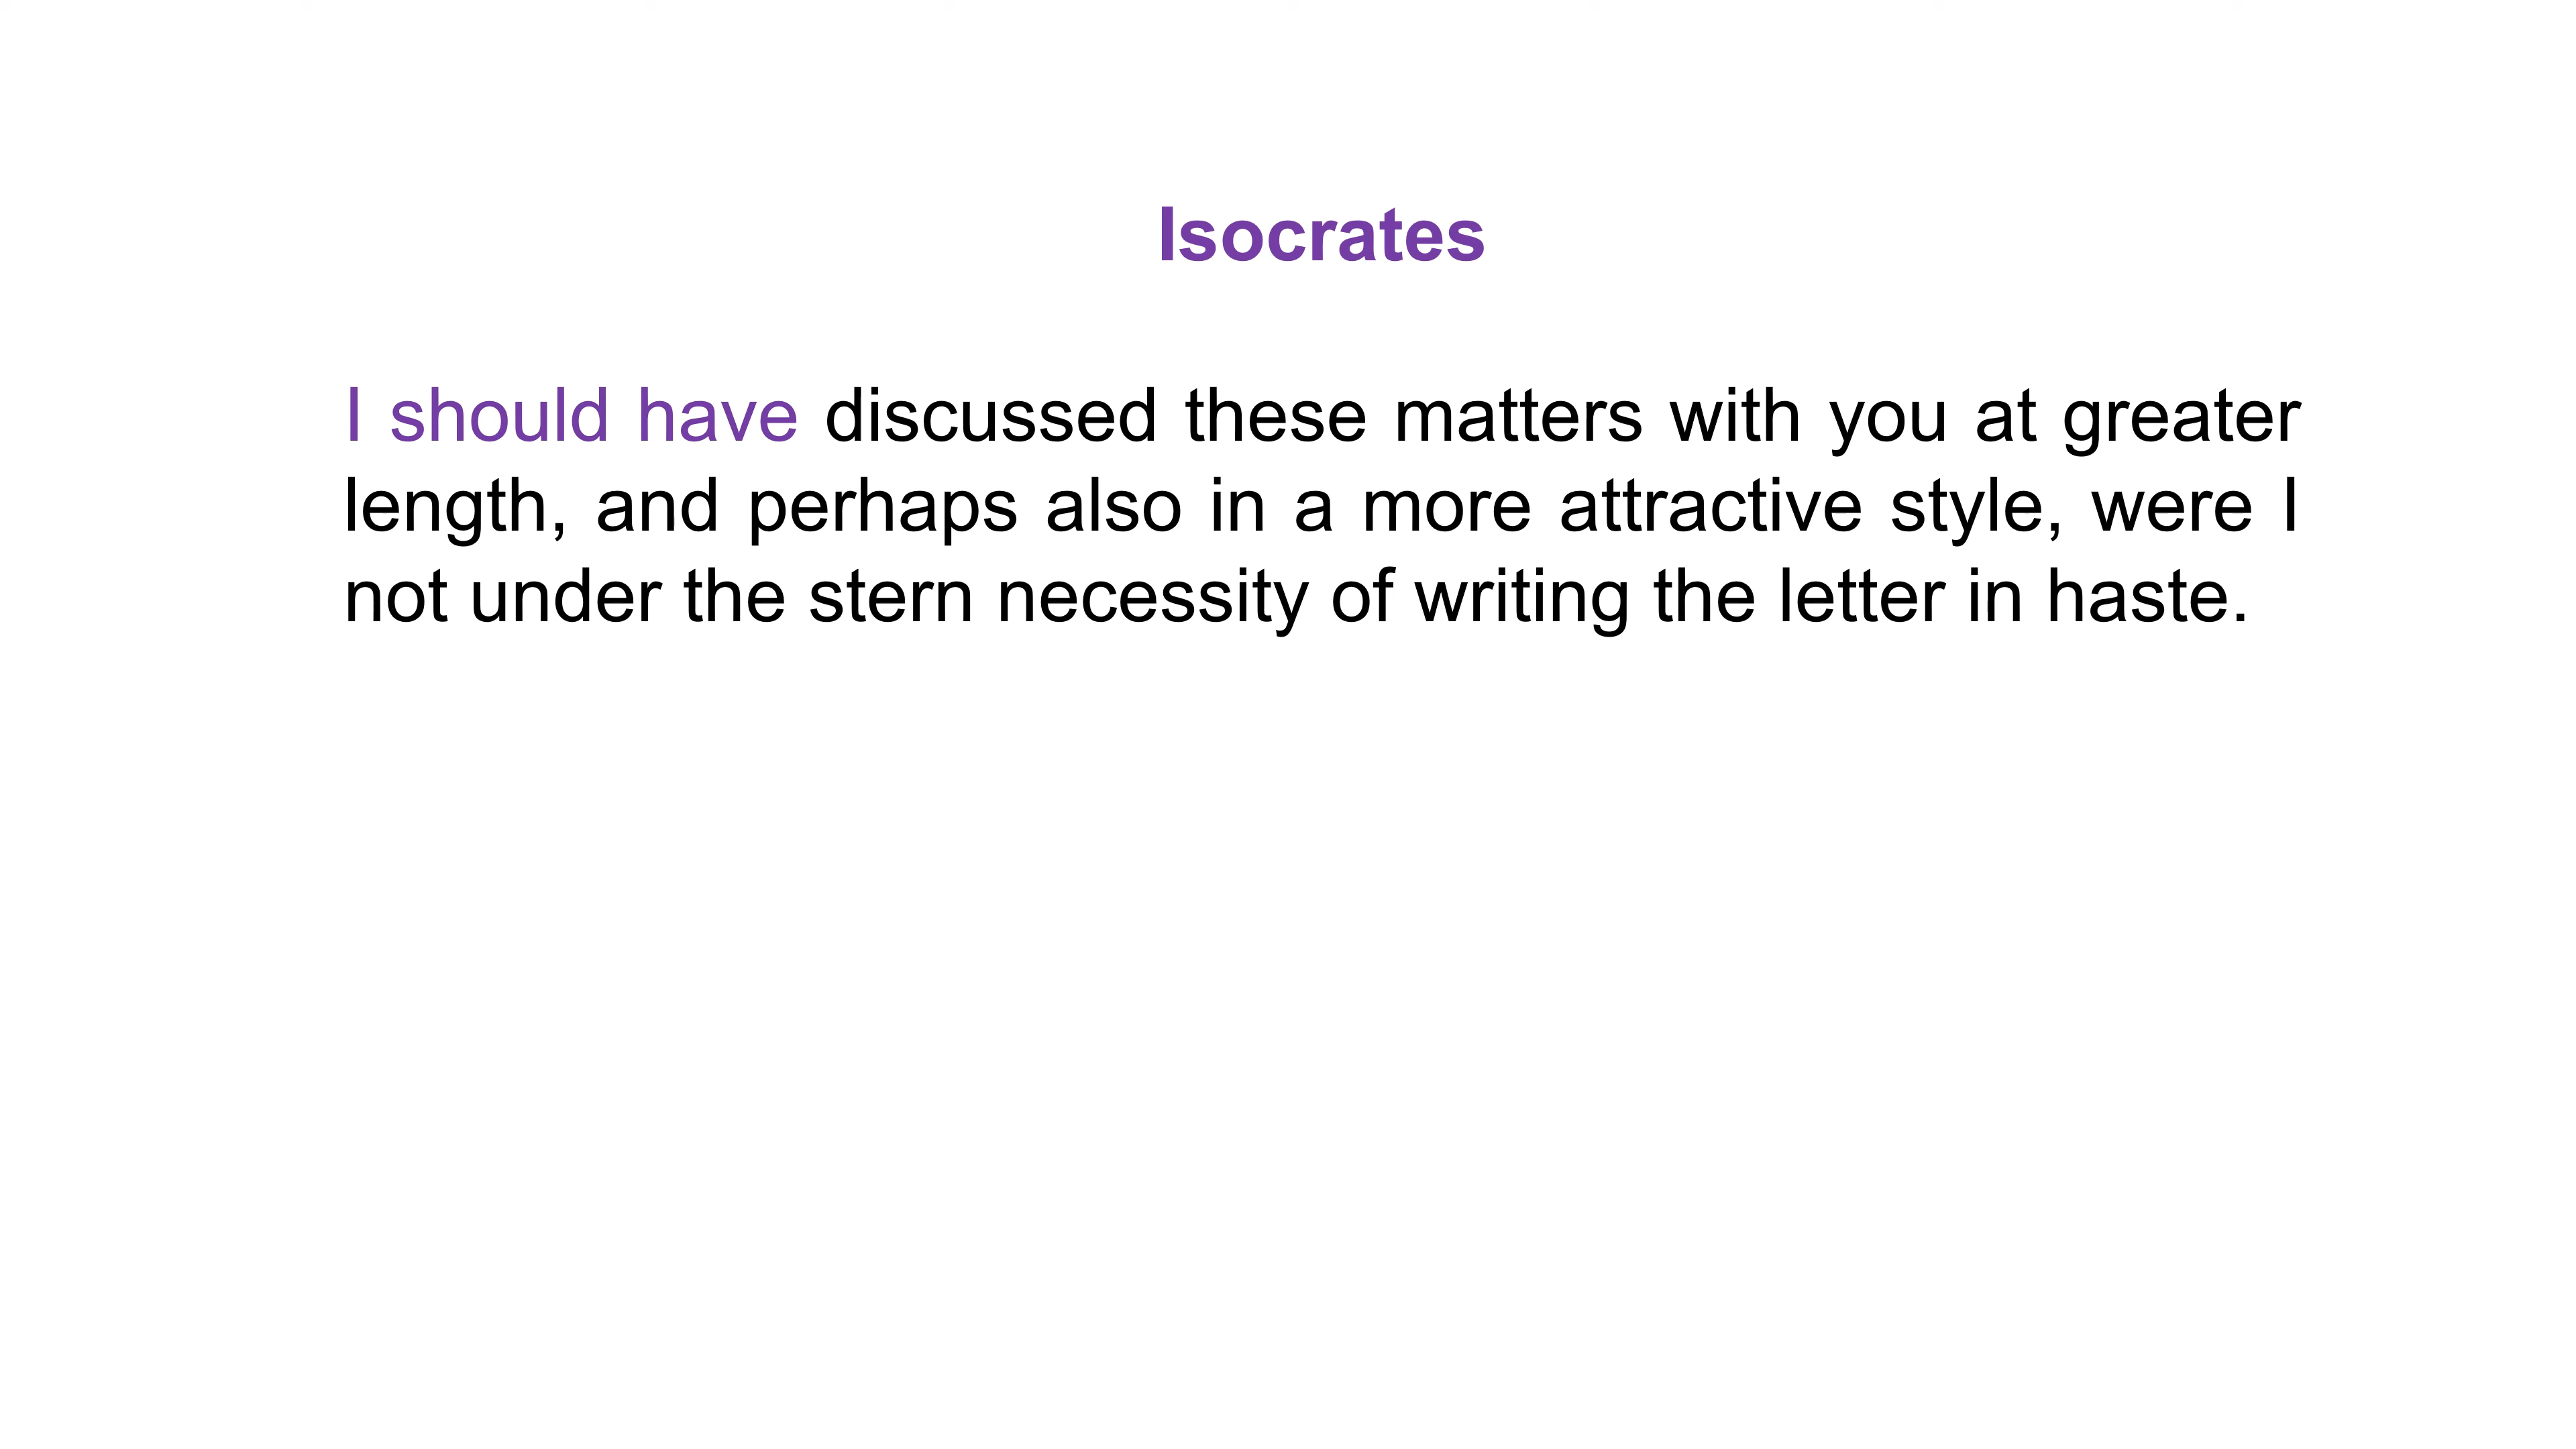 Isocrates
I should have discussed these matters with you at greater
length, and perhaps also in a more attractive style, were I
not under the stern necessity of writing the letter in haste.